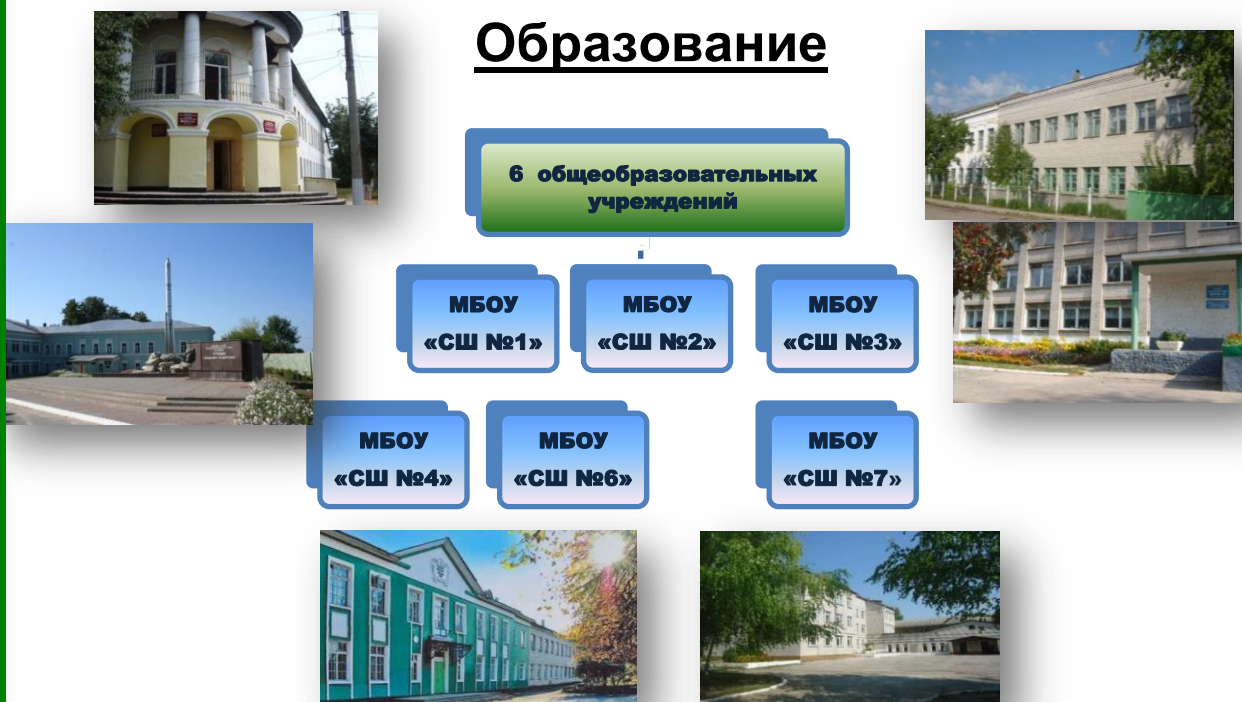 Образование
6 общеобразовательных
учреждений
МБОУ
«СШ №1»
МБОУ
«СШ №2»
МБОУ
«СШ №3»
МБОУ
«СШ №4»
МБОУ
«СШ №6»
МБОУ
«СШ №7»